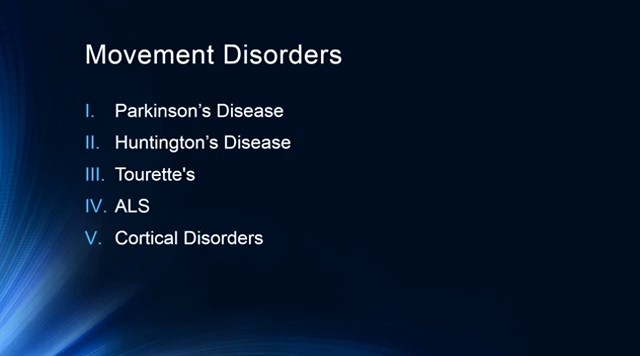 Movement Disorders
I. Parkinson’s Disease
II. Huntington’s Disease
III. Tourette's
IV. ALS
V. Cortical Disorders